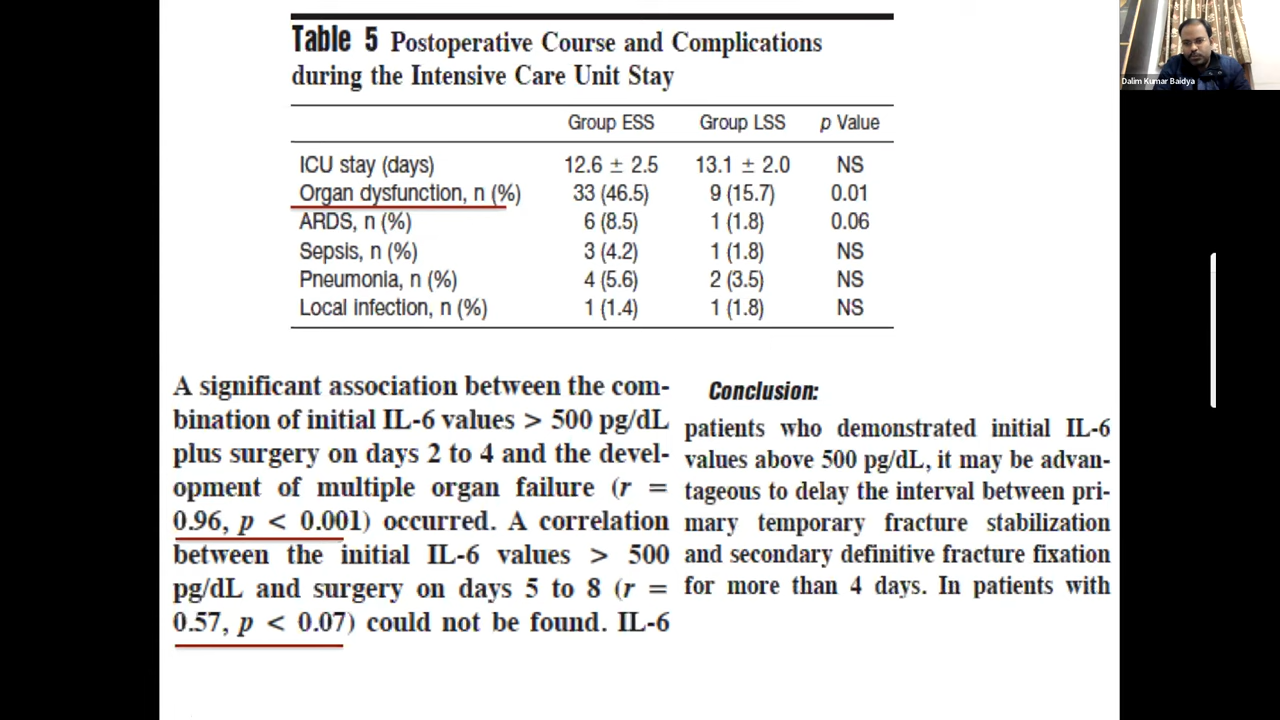 Table 5 Postoperative Course and Complications
during the Intensive Care Unit Stay
Group ESS Group LSS p Value
ICU stay (days) 12.6 ± 2.5 13.1 ± 2.0 NS
Organ dysfunction, n (%) 33 (46.5) 9 (15.7) 0.01
ARDS, n (%) 6 (8.5) 1 (1.8) 0.06
Sepsis, n (%) 3 (4.2) 1 (1.8) NS
Pneumonia, n (%) 4 (5.6) 2 (3.5) NS
Local infection, n (%) 1 (1.4) 1 (1.8) NS
A significant association between the com-
bination of initial IL-6 values > 500 pg/dL
plus surgery on days 2 to 4 and the devel-
opment of multiple organ failure (r =
0.96, p < 0.001) occurred. A correlation
between the initial IL-6 values > 500
pg/dL and surgery on days 5 to 8 (r =
0.57, p < 0.07) could not be found. IL-6
Conclusion:
patients who demonstrated initial IL-6
values above 500 pg/dL, it may be advan-
tageous to delay the interval between pri-
mary temporary fracture stabilization
and secondary definitive fracture fixation
for more than 4 days. In patients with
Dalim Kumar Baidya